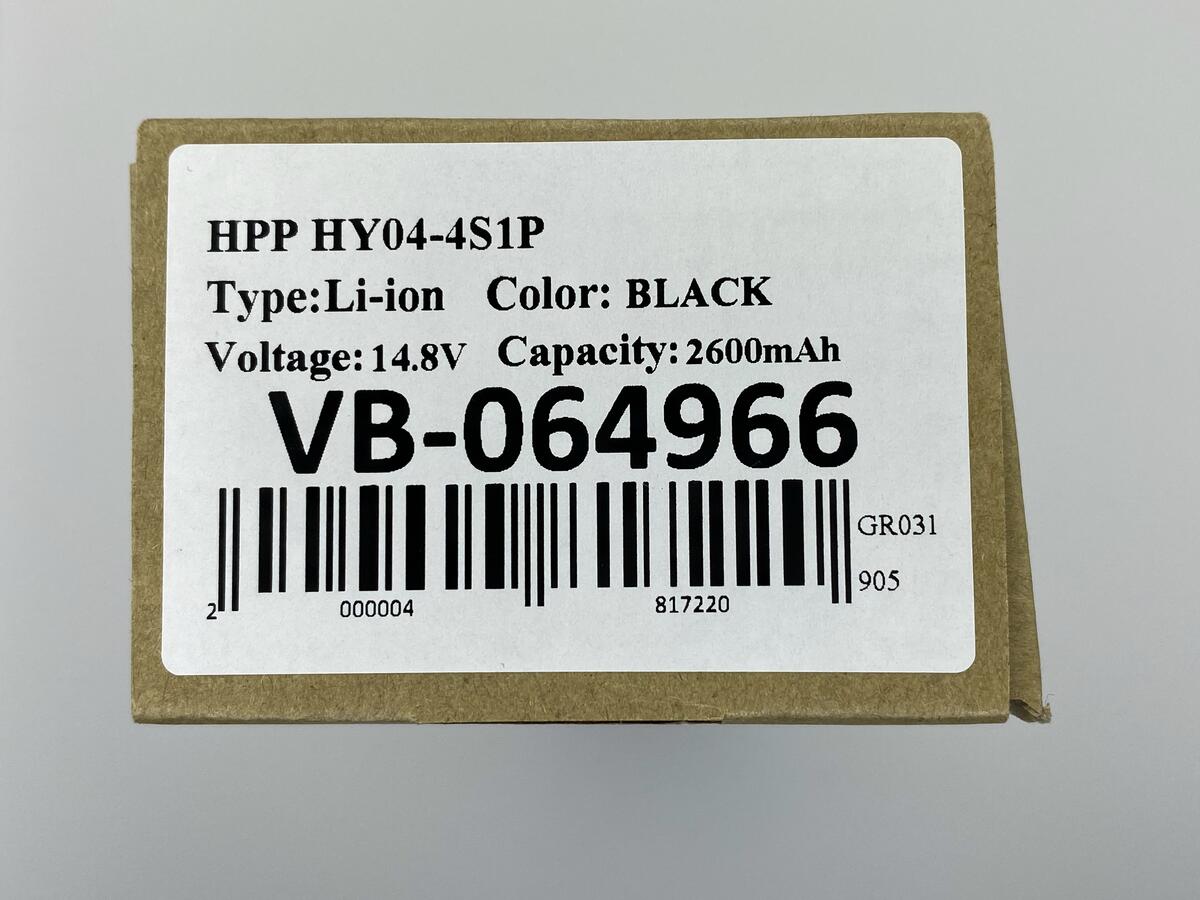 HPP HY04-4S1P
Type:Li-ion Color: BLACK
Voltage:14.8V Capacity:2600mAh
VB-064966
GR031
905
2 000004 817220